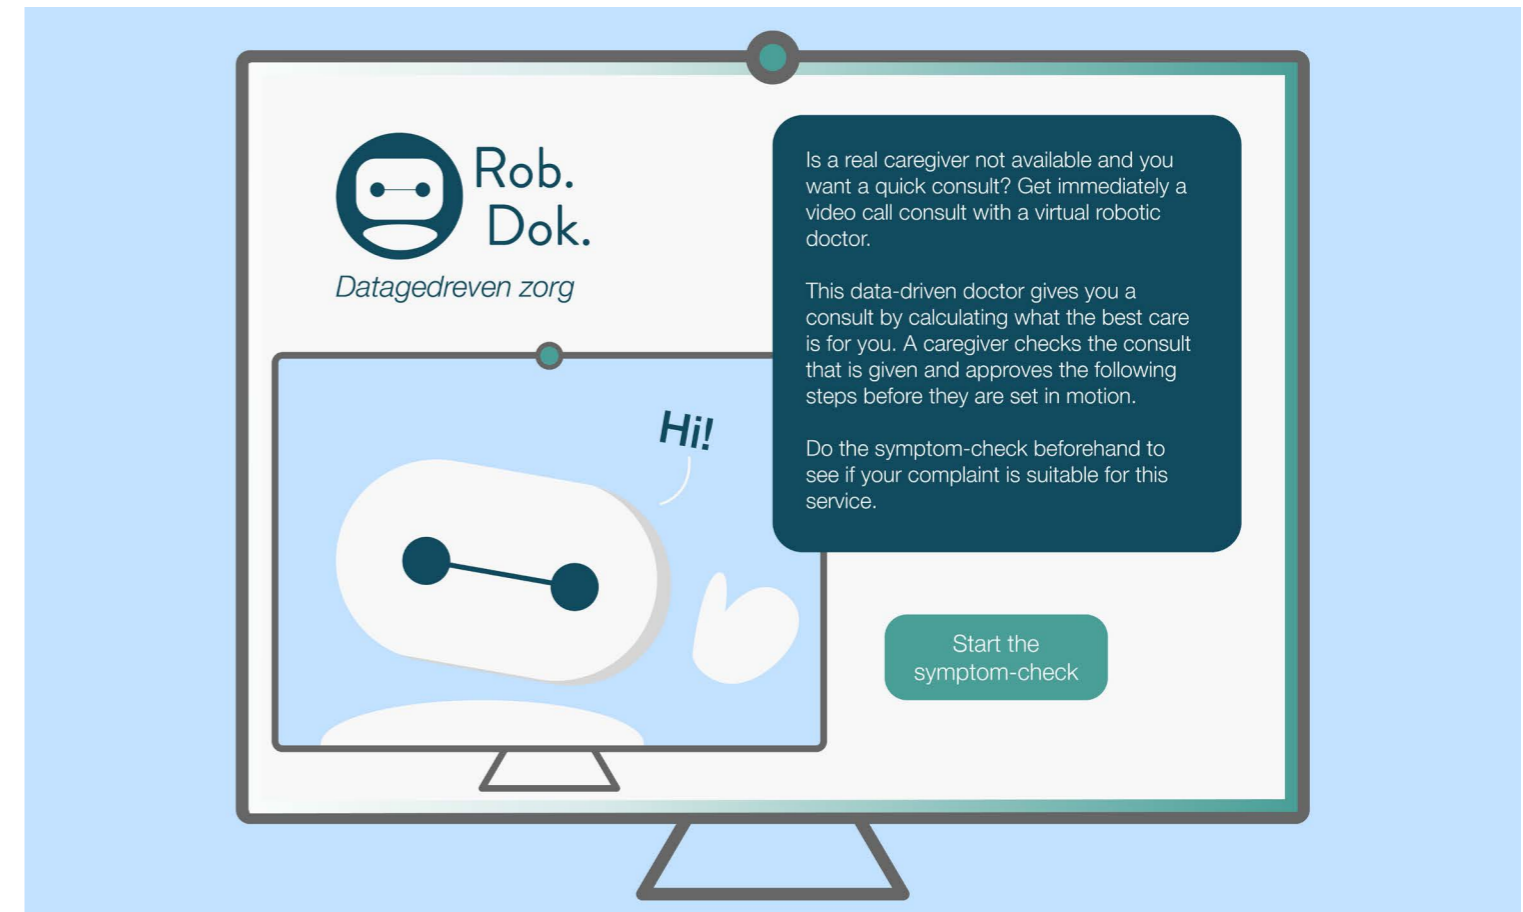 Rob.
Dok.
Datagedreven zorg
Hi!
Is a real caregiver not available and you
want a quick consult? Get immediately a
video call consult with a virtual robotic
doctor.
This data-driven doctor gives you a
consult by calculating what the best care
is for you. A caregiver checks the consult
that is given and approves the following
steps before they are set in motion.
Do the symptom-check beforehand to
see if your complaint is suitable for this
service.
Start the
symptom-check